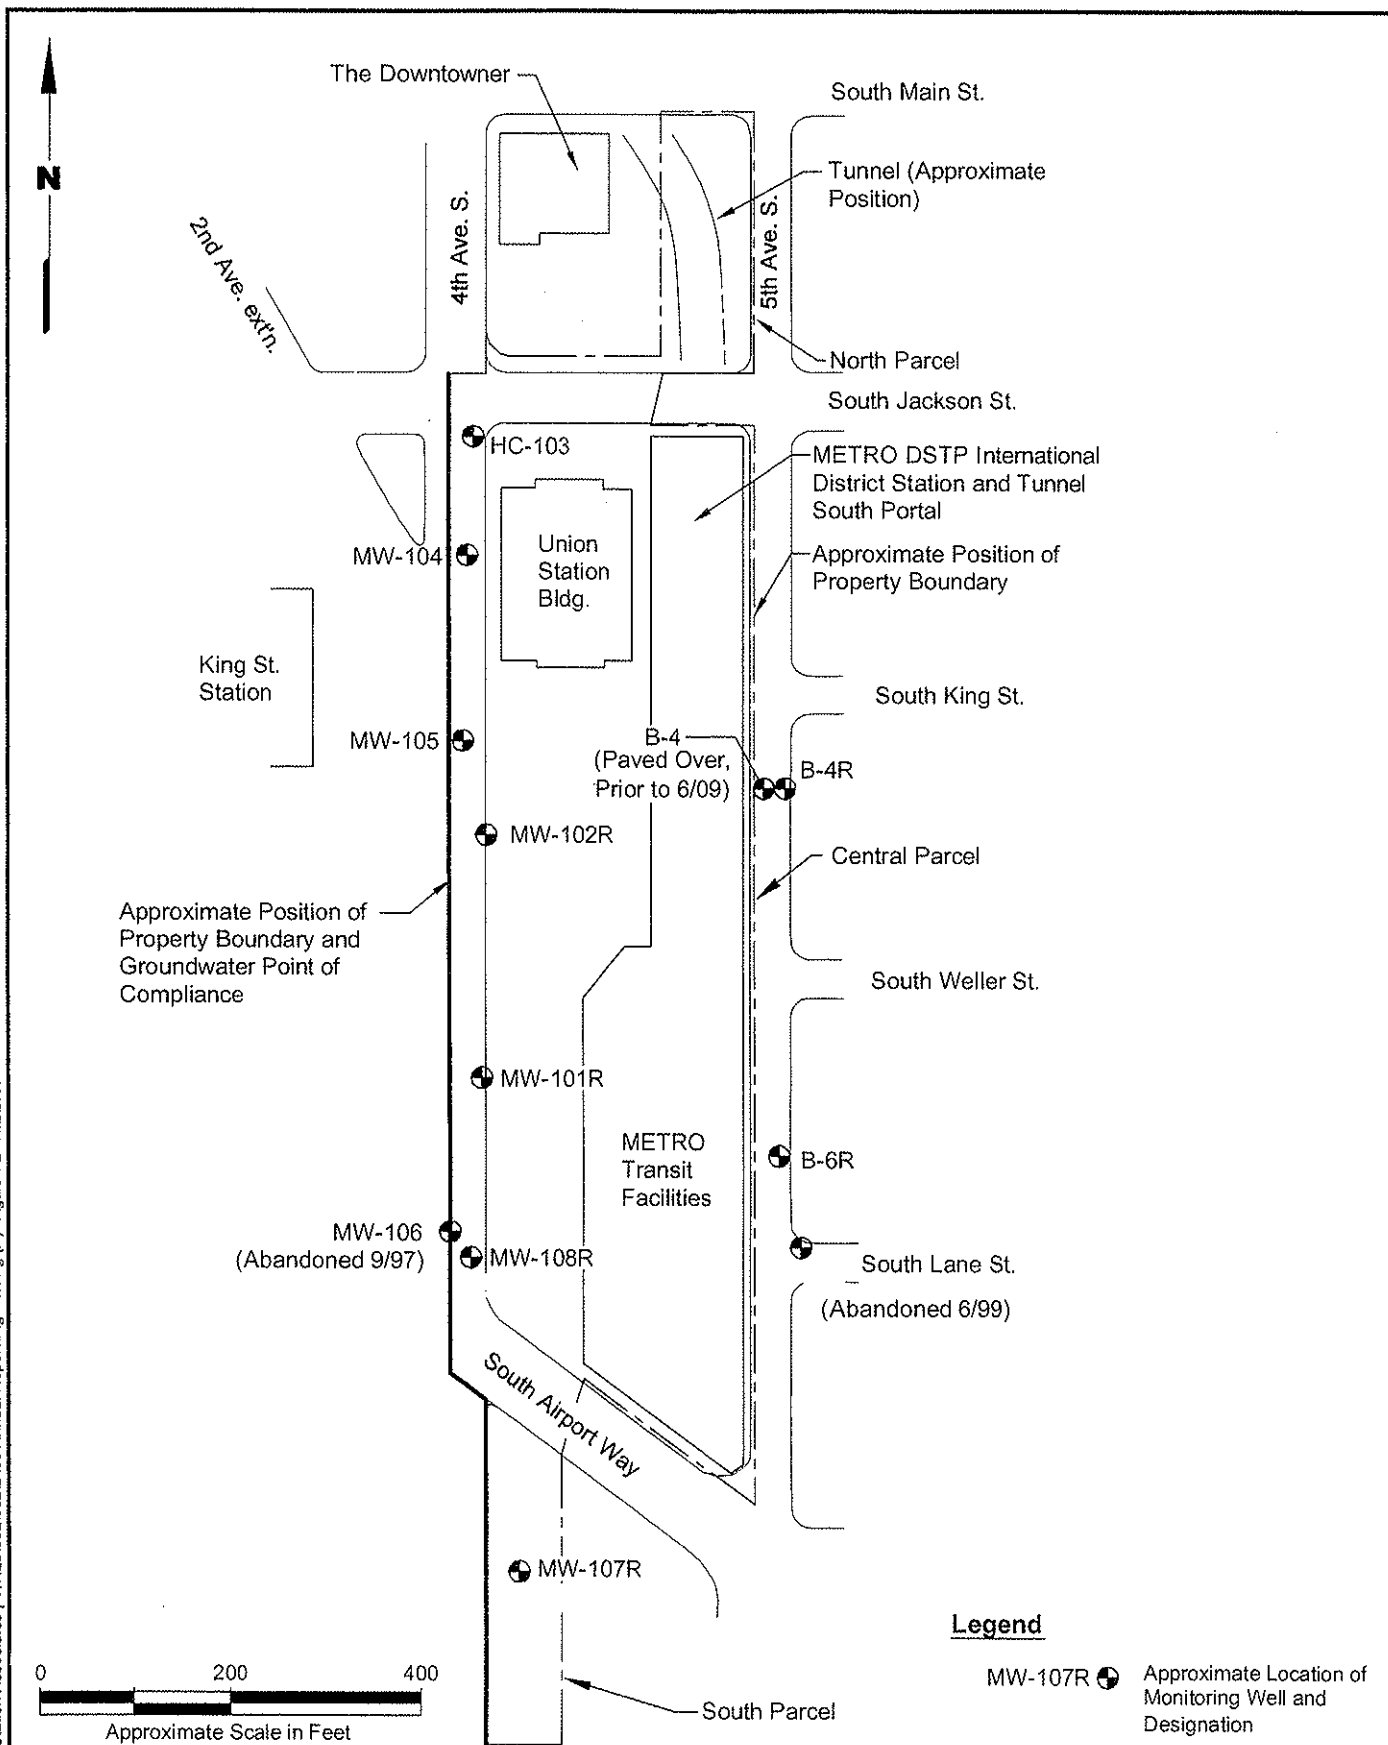 The Downtowner
South Main St.
N
Tunnel (Approximate
Position)
4th Ave. S.
5th Ave. S.
2nd Ave. ext'n.
North Parcel
South Jackson St.
HC-103
METRO DSTP International
District Station and Tunnel
South Portal
MW-104
Union
Station
Bldg.
Approximate Position of
Property Boundary
King St.
Station
South King St.
MW-105
B-4
(Paved Over,
Prior to 6/09)
B-4R
MW-102R
Central Parcel
Approximate Position of
Property Boundary and
Groundwater Point of
Compliance
South Weller St.
MW-101R
METRO
Transit
Facilities
B-6R
MW-106
(Abandoned 9/97)
MW-108R
South Lane St.
(Abandoned 6/99)
South Airport Way
MW-107R
Legend
MW-107R
Approximate Location of
Monitoring Well and
Designation
0
200
400
Approximate Scale in Feet
South Parcel